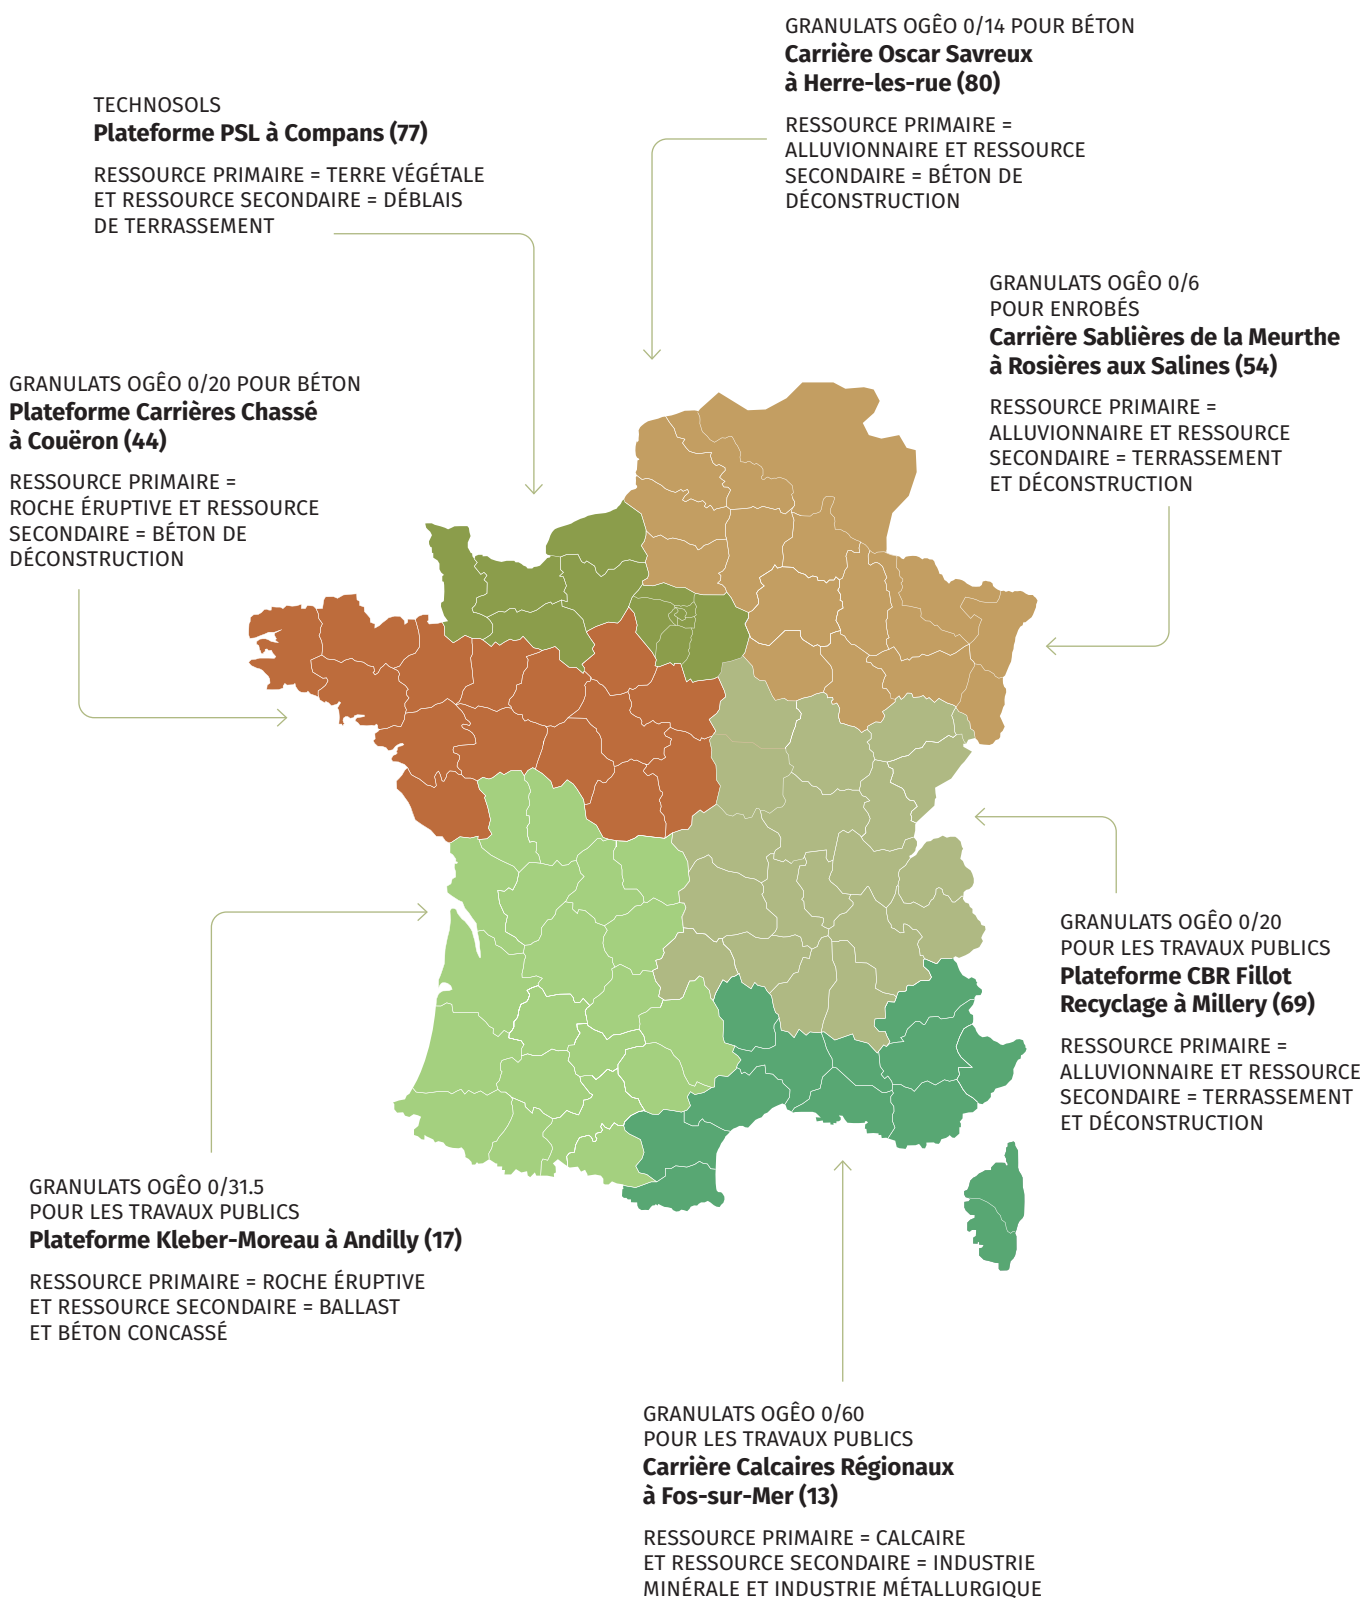 GRANULATS OGÊO 0/14 POUR BÉTON
Carrière Oscar Savreux
à Herre-les-rue (80)
RESSOURCE PRIMAIRE =
ALLUVIONNAIRE ET RESSOURCE
SECONDAIRE = BÉTON DE
DÉCONSTRUCTION
TECHNOSOLS
Plateforme PSL à Compans (77)
RESSOURCE PRIMAIRE = TERRE VÉGÉTALE
ET RESSOURCE SECONDAIRE = DÉBLAIS
DE TERRASSEMENT
GRANULATS OGÊO 0/6
POUR ENROBÉS
Carrière Sablières de la Meurthe
à Rosières aux Salines (54)
RESSOURCE PRIMAIRE =
ALLUVIONNAIRE ET RESSOURCE
SECONDAIRE = TERRASSEMENT
ET DÉCONSTRUCTION
GRANULATS OGÊO 0/20 POUR BÉTON
Plateforme Carrières Chassé
à Couëron (44)
RESSOURCE PRIMAIRE =
ROCHE ÉRUPTIVE ET RESSOURCE
SECONDAIRE = BÉTON DE
DÉCONSTRUCTION
GRANULATS OGÊO 0/20
POUR LES TRAVAUX PUBLICS
Plateforme CBR Fillot
Recyclage à Millery (69)
RESSOURCE PRIMAIRE =
ALLUVIONNAIRE ET RESSOURCE
SECONDAIRE = TERRASSEMENT
ET DÉCONSTRUCTION
GRANULATS OGÊO 0/31.5
POUR LES TRAVAUX PUBLICS
Plateforme Kleber-Moreau à Andilly (17)
RESSOURCE PRIMAIRE = ROCHE ÉRUPTIVE
ET RESSOURCE SECONDAIRE = BALLAST
ET BÉTON CONCASSÉ
GRANULATS OGÊO 0/60
POUR LES TRAVAUX PUBLICS
Carrière Calcaires Régionaux
à Fos-sur-Mer (13)
RESSOURCE PRIMAIRE = CALCAIRE
ET RESSOURCE SECONDAIRE = INDUSTRIE
MINÉRALE ET INDUSTRIE MÉTALLURGIQUE